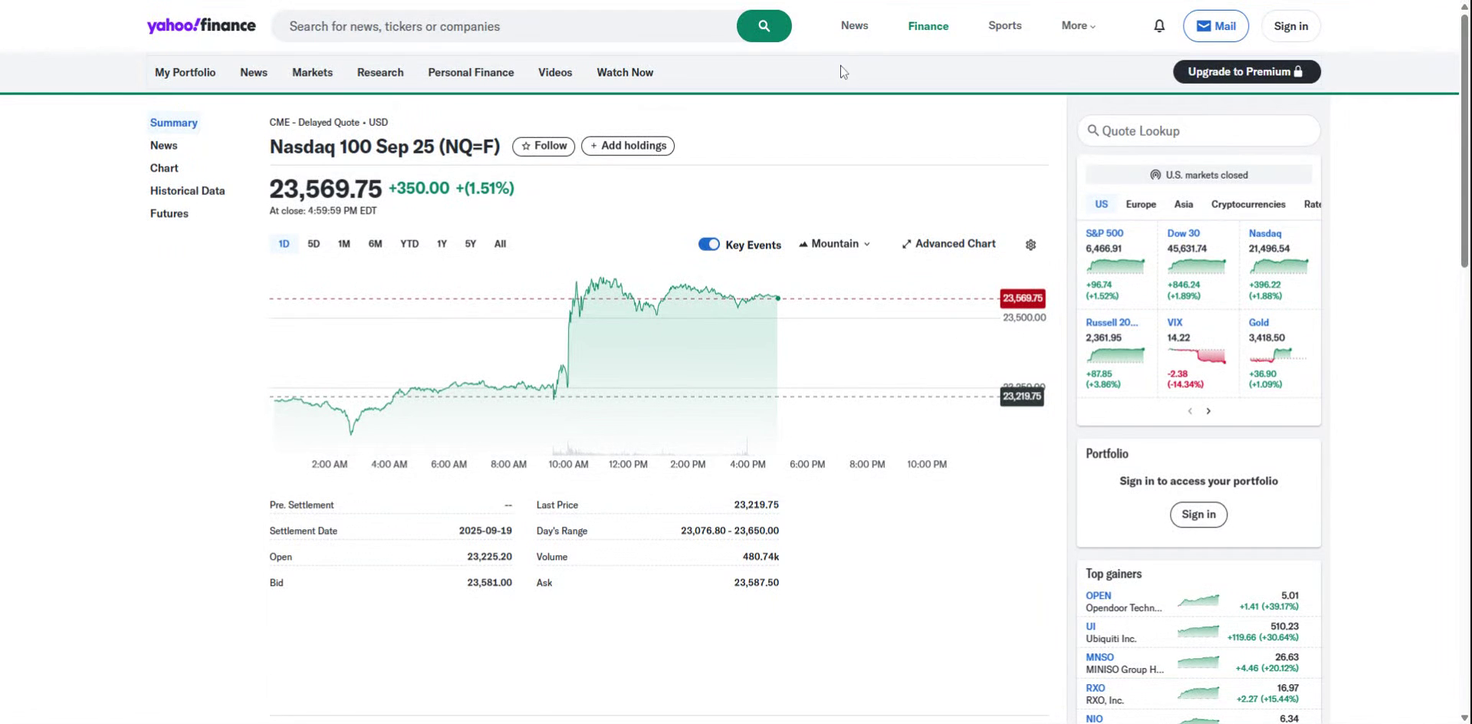 yahoo!finance
Search for news, tickers or companies
News
Finance
Sports
More
Mail
Sign in
My Portfolio
News
Markets
Research
Personal Finance
Videos
Watch Now
Upgrade to Premium
Summary
News
Chart
Historical Data
Futures
CME - Delayed Quote • USD
Nasdaq 100 Sep 25 (NQ=F)
Follow
+ Add holdings
23,569.75 +350.00 +(1.51%)
At close: 4:59:59 PM EDT
1D 5D 1M 6M YTD 1Y 5Y All
Key Events
Mountain
Advanced Chart
23,569.75
23,500.00
23,250.00
23,219.75
2:00 AM 4:00 AM 6:00 AM 8:00 AM 10:00 AM 12:00 PM 2:00 PM 4:00 PM 6:00 PM 8:00 PM 10:00 PM
Pre. Settlement --
Last Price 23,219.75
Settlement Date 2025-09-19
Day's Range 23,076.80 - 23,650.00
Open 23,225.20
Volume 480.74k
Bid 23,581.00
Ask 23,587.50
Quote Lookup
U.S. markets closed
US Europe Asia Cryptocurrencies Rate
S&P 500
6,466.91
+96.74
(+1.52%)
Dow 30
45,631.74
+846.24
(+1.89%)
Nasdaq
21,496.54
+396.22
(+1.88%)
Russell 20...
2,361.95
+87.85
(+3.86%)
VIX
14.22
-2.38
(-14.34%)
Gold
3,418.50
+36.90
(+1.09%)
Portfolio
Sign in to access your portfolio
Sign in
Top gainers
OPEN 5.01
Opendoor Techn... +1.41 (+39.17%)
UI 510.23
Ubiquiti Inc. +119.66 (+30.64%)
MNSO 26.63
MINISO Group H... +4.46 (+20.12%)
RXO 16.97
RXO, Inc. +2.27 (+15.44%)
NIO 6.34